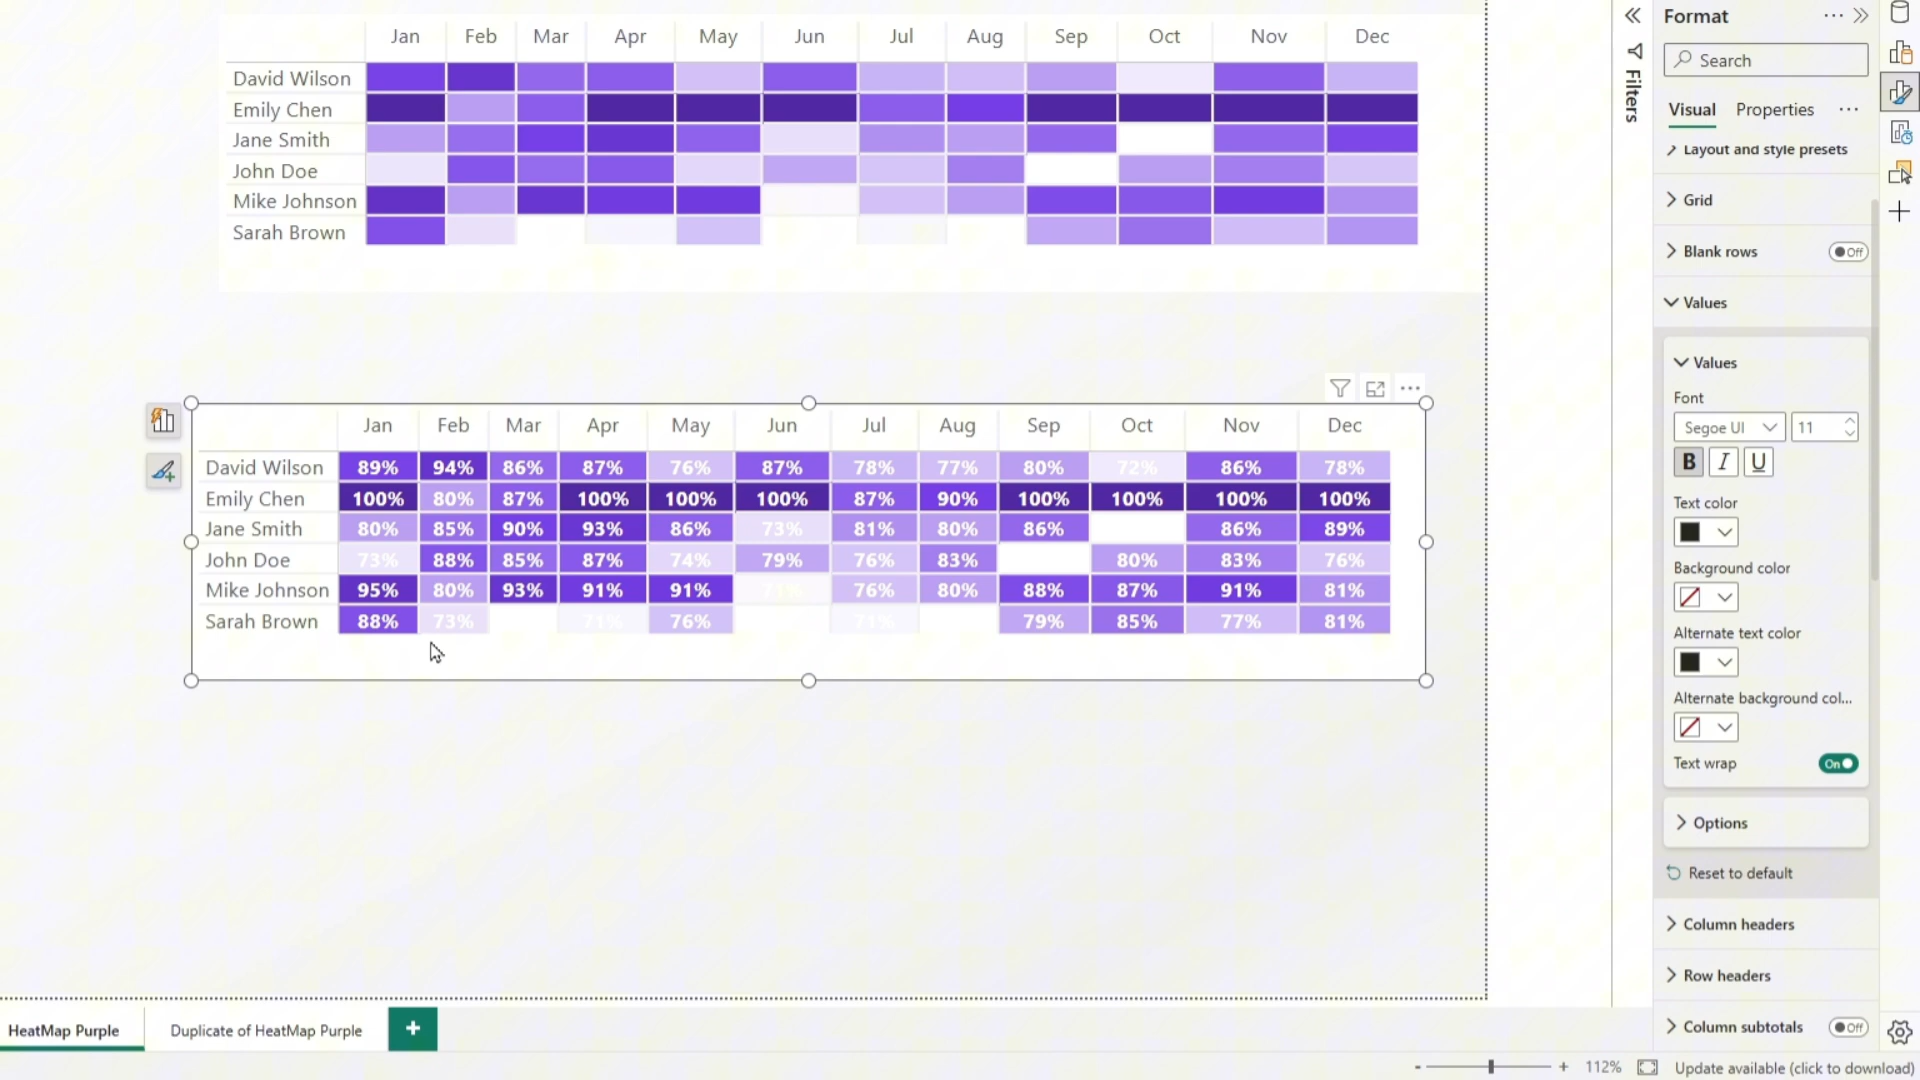 Jan Feb Mar Apr May Jun Jul Aug Sep Oct Nov Dec
David Wilson
Emily Chen
Jane Smith
John Doe
Mike Johnson
Sarah Brown
Jan Feb Mar Apr May Jun Jul Aug Sep Oct Nov Dec
David Wilson 89% 94% 86% 87% 76% 87% 78% 77% 80% 72% 86% 78%
Emily Chen 100% 80% 87% 100% 100% 100% 87% 90% 100% 100% 100% 100%
Jane Smith 80% 85% 90% 93% 86% 73% 81% 80% 86% 86% 89%
John Doe 73% 88% 85% 87% 74% 79% 76% 83% 80% 83% 76%
Mike Johnson 95% 80% 93% 91% 91% 71% 76% 80% 88% 87% 91% 81%
Sarah Brown 88% 73% 71% 76% 71% 79% 85% 77% 81%
HeatMap Purple
Duplicate of HeatMap Purple
Filters
Format
Search
Visual Properties
Layout and style presets
Grid
Blank rows Off
Values
Values
Font
Segoe UI 11
B I U
Text color
Background color
Alternate text color
Alternate background col...
Text wrap On
Options
Reset to default
Column headers
Row headers
Column subtotals Off
- + 112% Update available (click to download)